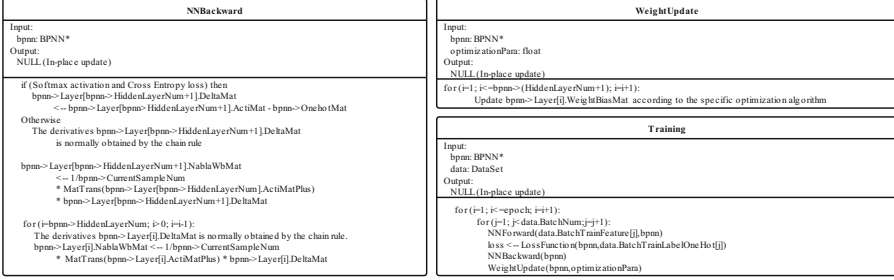 NNBackward
Input:
bpnn: BPNN*
Output:
NULL (In-place update)
if (Softmax activation and Cross Entropy loss) then
bpnn->Layer[bpnn->HiddenLayerNum+1].DeltaMat
<-- bpnn->Layer[bpnn>HiddenLayerNum+1].ActiMat - bpnn->OnehotMat
Otherwise
The derivatives bpnn->Layer[bpnn->HiddenLayerNum+1].DeltaMat
is normally obtained by the chain rule
bpnn->Layer[bpnn->HiddenLayerNum+1].NablaWbMat
<-- 1/bpnn->CurrentSampleNum
* MatTrans(bpnn->Layer[bpnn->HiddenLayerNum].ActiMatPlus)
* bpnn->Layer[bpnn->HiddenLayerNum+1].DeltaMat
for (i=bpnn->HiddenLayerNum; i>0; i=i-1):
The derivatives bpnn->Layer[i].DeltaMat is normally obtained by the chain rule.
bpnn->Layer[i].NablaWbMat <-- 1/bpnn->CurrentSampleNum
* MatTrans(bpnn->Layer[i].ActiMatPlus) * bpnn->Layer[i].DeltaMat
WeightUpdate
Input:
bpnn: BPNN*
optimizationPara: float
Output:
NULL (In-place update)
for (i=1; i<=bpnn->(HiddenLayerNum+1); i=i+1):
Update bpnn->Layer[i].WeightBiasMat according to the specific optimization algorithm
Training
Input:
bpnn: BPNN*
data: DataSet
Output:
NULL (In-place update)
for (i=1; i<=epoch; i=i+1):
for (j=1; j<data.BatchNum;j=j+1):
NNForward(data.BatchTrainFeature[j],bpnn)
loss <-- LossFunction(bpnn,data.BatchTrainLabelOneHot[j])
NNBackward(bpnn)
WeightUpdate(bpnn,optimizationPara)